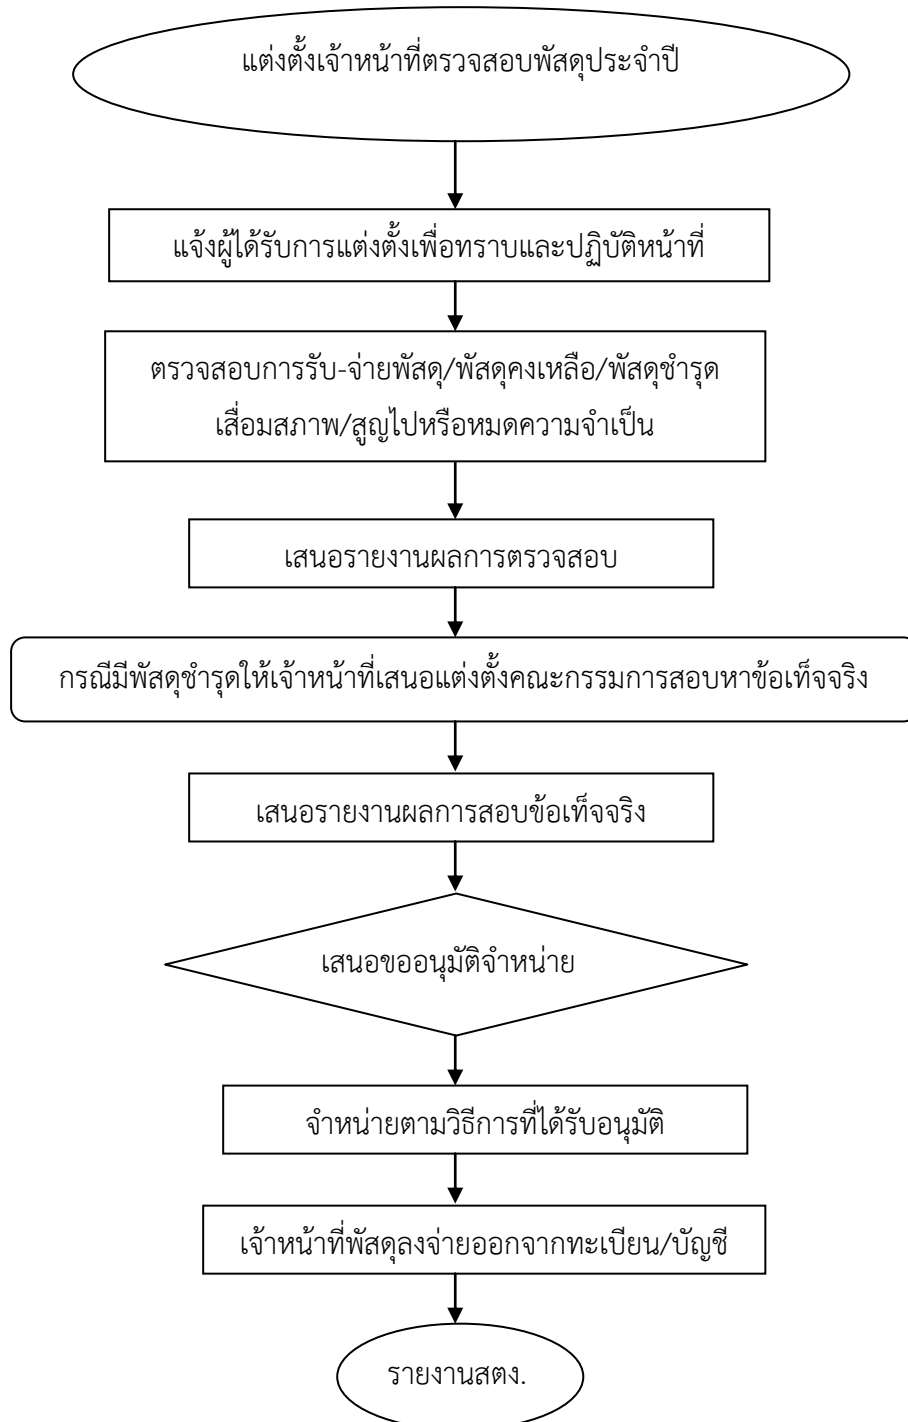 แต่งตั้งเจ้าหน้าที่ตรวจสอบพัสดุประจำปี
แจ้งผู้ได้รับการแต่งตั้งเพื่อทราบและปฏิบัติหน้าที่
ตรวจสอบการรับ-จ่ายพัสดุ/พัสดุคงเหลือ/พัสดุชำรุด
เสื่อมสภาพ/สูญไปหรือหมดความจำเป็น
เสนอรายงานผลการตรวจสอบ
กรณีมีพัสดุชำรุดให้เจ้าหน้าที่เสนอแต่งตั้งคณะกรรมการสอบหาข้อเท็จจริง
เสนอรายงานผลการสอบข้อเท็จจริง
เสนอขออนุมัติจำหน่าย
จำหน่ายตามวิธีการที่ได้รับอนุมัติ
เจ้าหน้าที่พัสดุลงจ่ายออกจากทะเบียน/บัญชี
รายงานสตง.